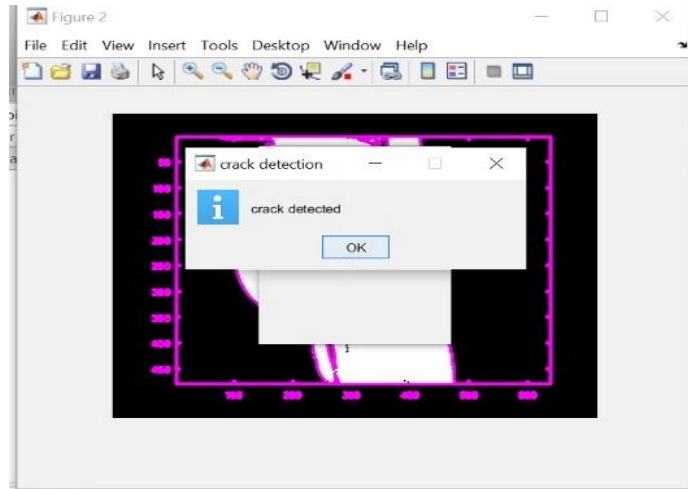 Figure 2
File Edit View Insert Tools Desktop Window Help
crack detection
crack detected
OK
50
100
150
200
250
300
350
400
450
100 200 300 400 500 600